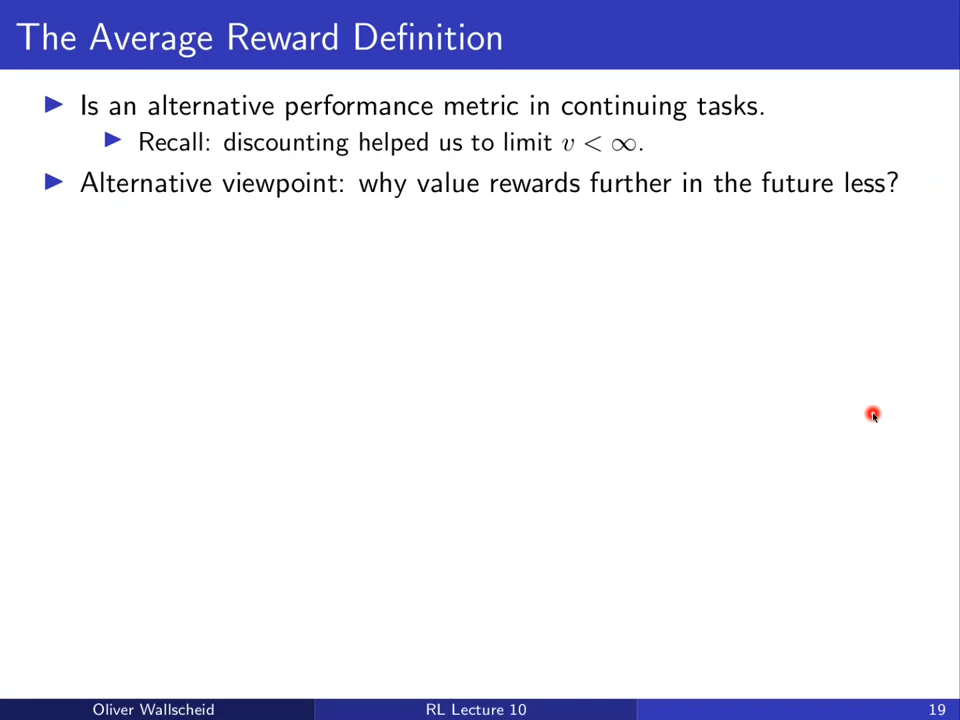 The Average Reward Definition
Is an alternative performance metric in continuing tasks.
Recall: discounting helped us to limit v < ∞.
Alternative viewpoint: why value rewards further in the future less?
Oliver Wallscheid
RL Lecture 10
19